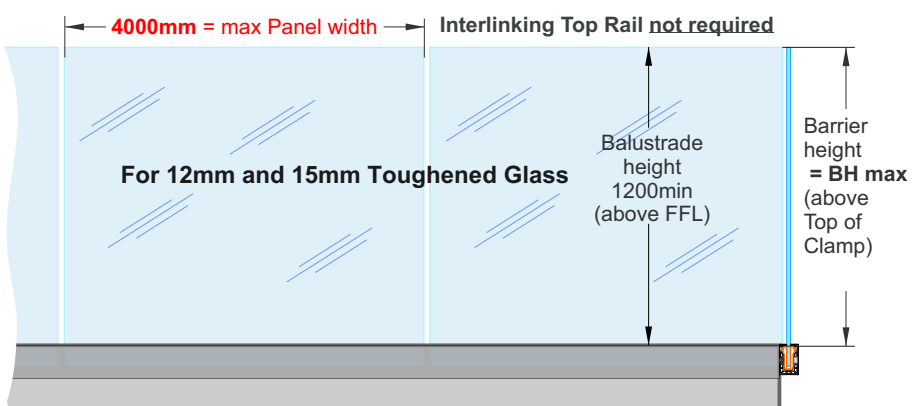 4000mm = max Panel width
Interlinking Top Rail not required
For 12mm and 15mm Toughened Glass
Balustrade
height
1200min
(above FFL)
Barrier
height
= BH max
(above
Top of
Clamp)